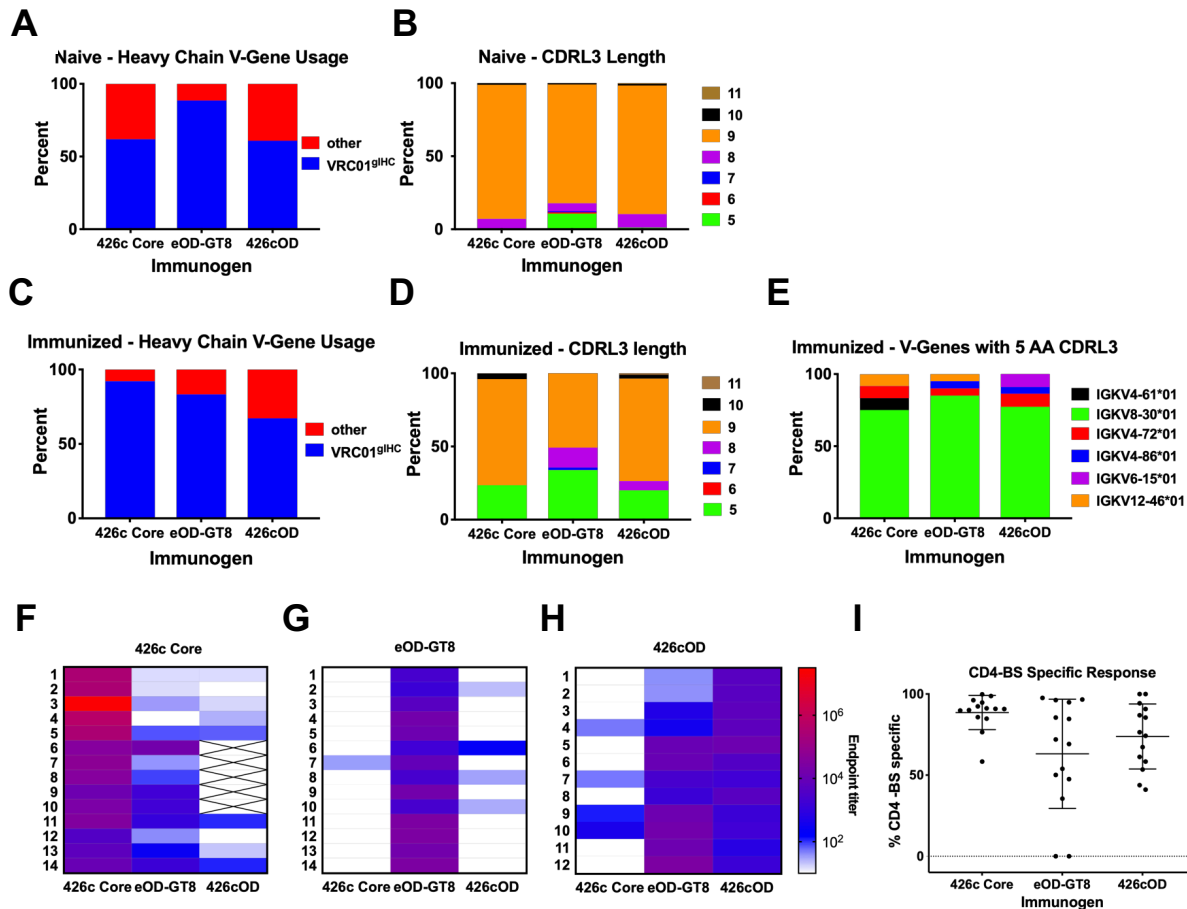 A
Naive - Heavy Chain V-Gene Usage
Percent
100
50
0
426c Core eOD-GT8 426cOD
Immunogen
other
VRC01glHC
B
Naive - CDRL3 Length
Percent
100
50
0
426c Core eOD-GT8 426cOD
Immunogen
11
10
9
8
7
6
5
C
Immunized - Heavy Chain V-Gene Usage
Percent
100
50
0
426c Core eOD-GT8 426cOD
Immunogen
other
VRC01glHC
D
Immunized - CDRL3 length
Percent
100
50
0
426c Core eOD-GT8 426cOD
Immunogen
11
10
9
8
7
6
5
E
Immunized - V-Genes with 5 AA CDRL3
Percent
100
50
0
426c Core eOD-GT8 426cOD
Immunogen
IGKV4-61*01
IGKV8-30*01
IGKV4-72*01
IGKV4-86*01
IGKV6-15*01
IGKV12-46*01
F
426c Core
1
2
3
4
5
6
7
8
9
10
11
12
13
14
426c Core eOD-GT8 426cOD
G
eOD-GT8
1
2
3
4
5
6
7
8
9
10
11
12
13
14
426c Core eOD-GT8 426cOD
H
426cOD
1
2
3
4
5
6
7
8
9
10
11
12
426c Core eOD-GT8 426cOD
10^6
10^4
10^2
Endpoint titer
I
CD4-BS Specific Response
% CD4 -BS specific
100
50
0
426c Core eOD-GT8 426cOD
Immunogen